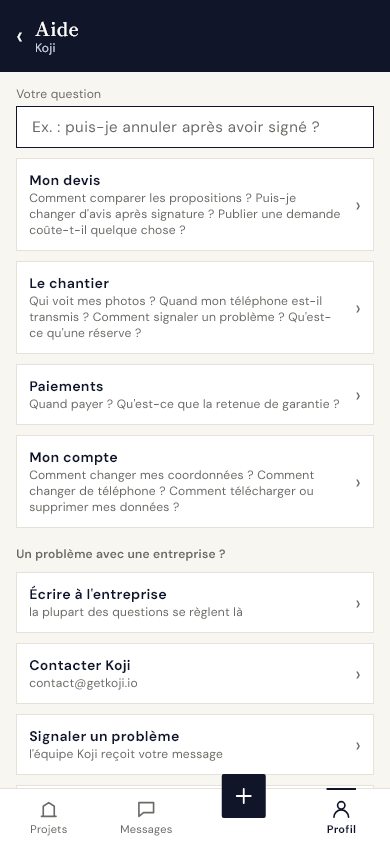 Aide
Koji
Votre question
Ex. : puis-je annuler après avoir signé ?
Mon devis
Comment comparer les propositions ? Puis-je
changer d'avis après signature ? Publier une demande
coûte-t-il quelque chose ?
Le chantier
Qui voit mes photos ? Quand mon téléphone est-il
transmis ? Comment signaler un problème ? Qu'est-
ce qu'une réserve ?
Paiements
Quand payer ? Qu'est-ce que la retenue de garantie ?
Mon compte
Comment changer mes coordonnées ? Comment
changer de téléphone ? Comment télécharger ou
supprimer mes données ?
Un problème avec une entreprise ?
Écrire à l'entreprise
la plupart des questions se règlent là
Contacter Koji
contact@getkoji.io
Signaler un problème
l'équipe Koji reçoit votre message
Projets
Messages
Profil